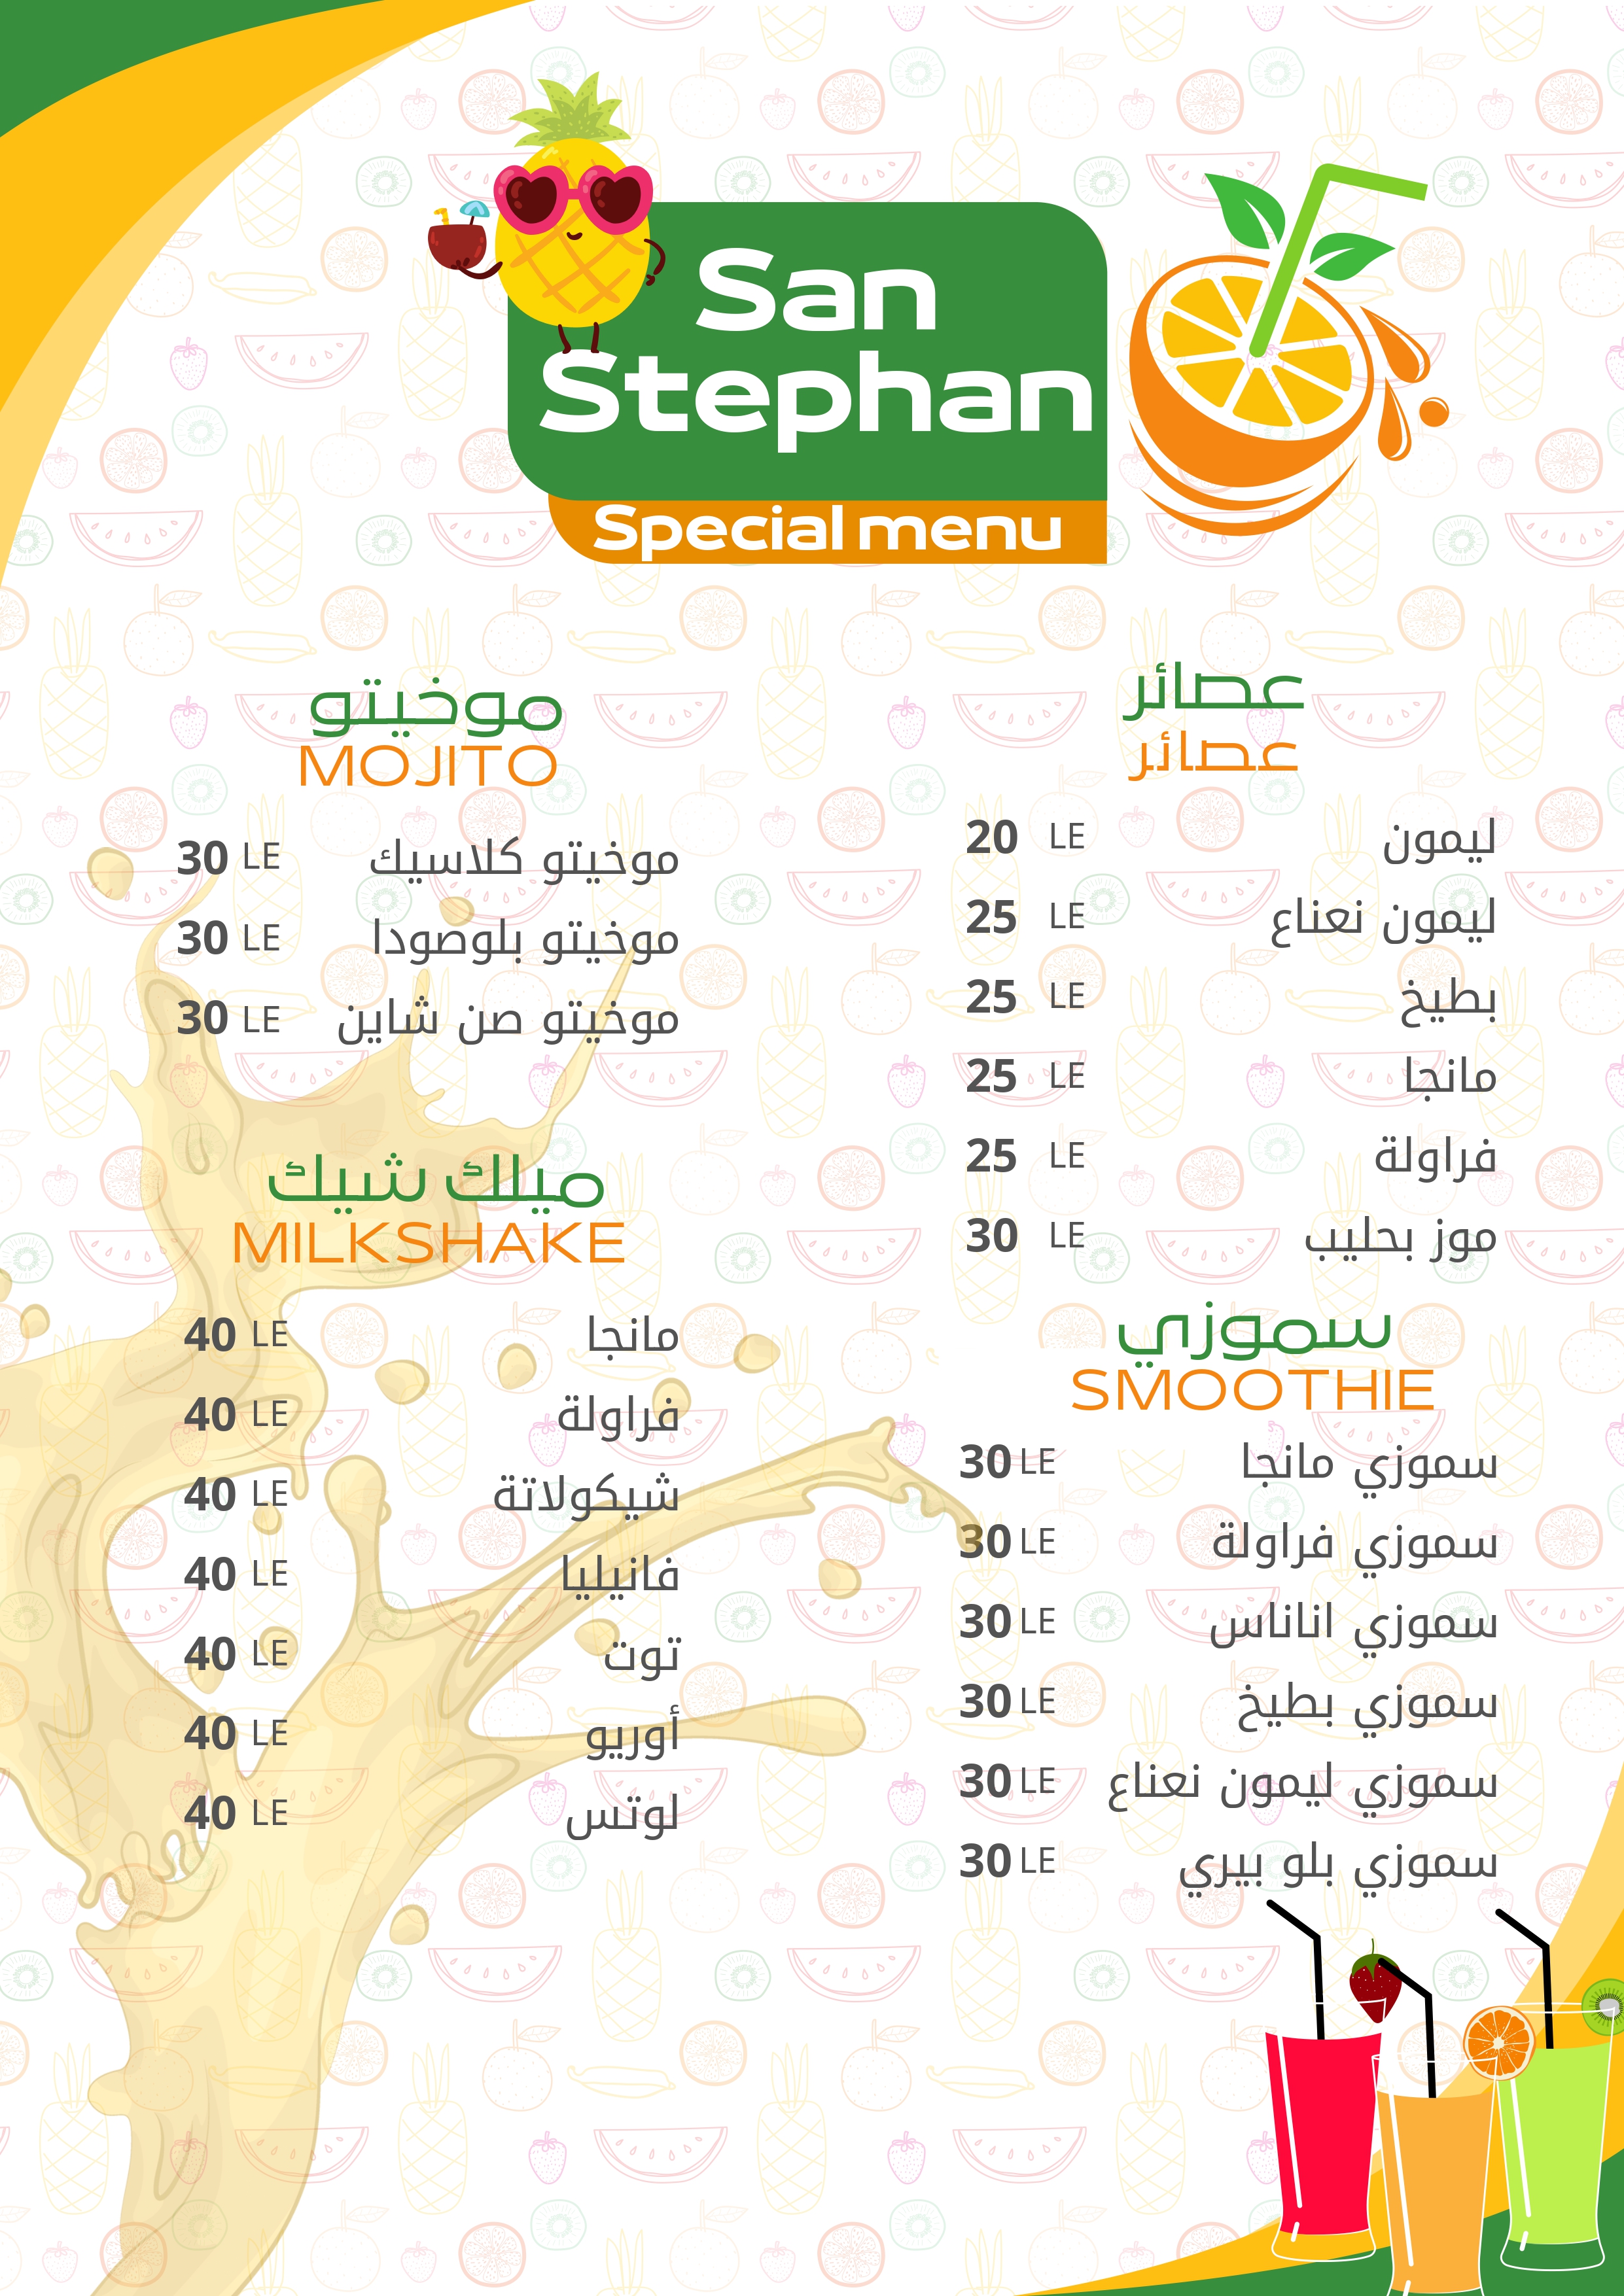 San
Stephan
Special menu
عصائر
عصائر
ليمون 20 LE
ليمون نعناع 25 LE
بطيخ 25 LE
مانجا 25 LE
فراولة 25 LE
موز بحليب 30 LE
سموزي
SMOOTHIE
سموزي مانجا 30 LE
سموزي فراولة 30 LE
سموزي اناناس 30 LE
سموزي بطيخ 30 LE
سموزي ليمون نعناع 30 LE
سموزي بلو بيري 30 LE
موخيتو
MOJITO
موخيتو كلاسيك 30 LE
موخيتو بلوصودا 30 LE
موخيتو صن شاين 30 LE
ميلك شيك
MILKSHAKE
مانجا 40 LE
فراولة 40 LE
شيكولاتة 40 LE
فانيليا 40 LE
توت 40 LE
أوريو 40 LE
لوتس 40 LE